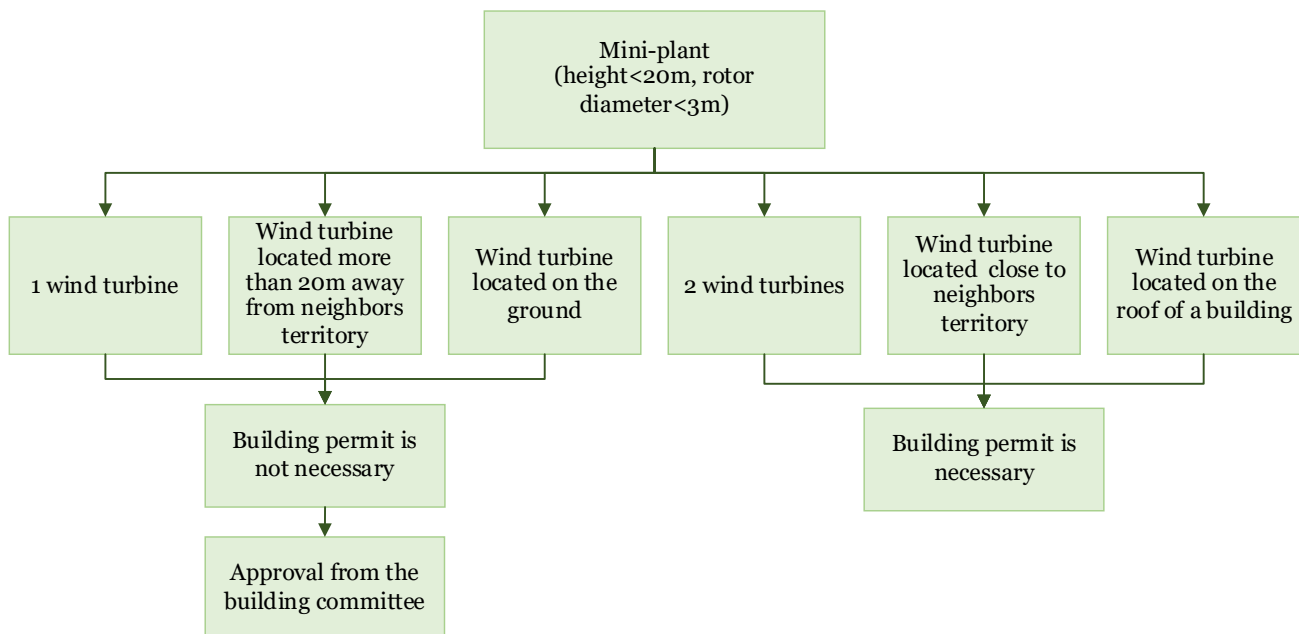 Mini-plant
(height<20m, rotor
diameter<3m)
1 wind turbine
Wind turbine
located more
than 20m away
from neighbors
territory
Wind turbine
located on the
ground
2 wind turbines
Wind turbine
located close to
neighbors
territory
Wind turbine
located on the
roof of a building
Building permit is
not necessary
Building permit is
necessary
Approval from the
building committee